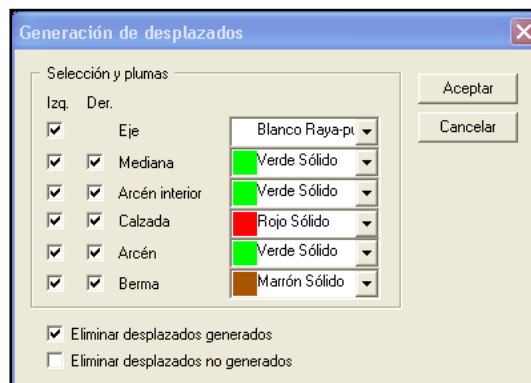 Generación de desplazados
Selección y plumas
Izq. Der.
Eje Blanco Raya-pu
Mediana Verde Sólido
Arcén interior Verde Sólido
Calzada Rojo Sólido
Arcén Verde Sólido
Berma Marrón Sólido
Aceptar
Cancelar
Eliminar desplazados generados
Eliminar desplazados no generados